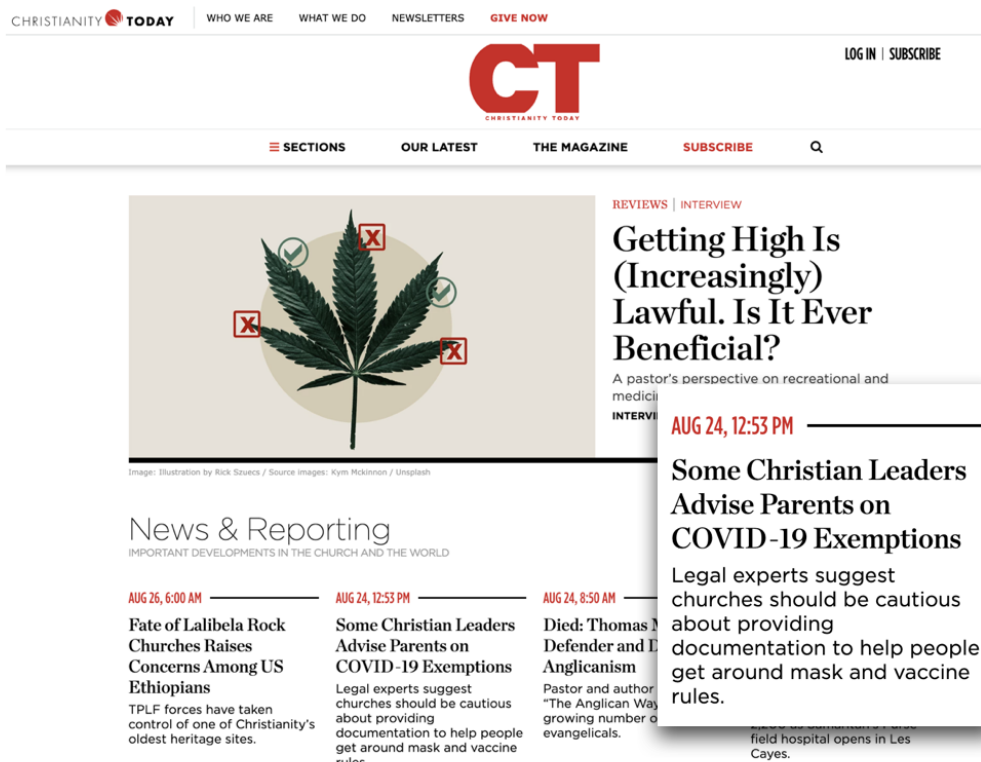 CHRISTIANITY TODAY
WHO WE ARE
WHAT WE DO
NEWSLETTERS
GIVE NOW
CT
CHRISTIANITY TODAY
LOG IN | SUBSCRIBE
SECTIONS
OUR LATEST
THE MAGAZINE
SUBSCRIBE
X
X
X
REVIEWS | INTERVIEW
Getting High Is
(Increasingly)
Lawful. Is It Ever
Beneficial?
A pastor's perspective on recreational and
Image: Illustration by Rick Szuecs / Source images: Kym Mckinnon / Unsplash
News & Reporting
IMPORTANT DEVELOPMENTS IN THE CHURCH AND THE WORLD
AUG 26, 6:00 AM
Fate of Lalibela Rock
Churches Raises
Concerns Among US
Ethiopians
TPLF forces have taken
control of one of Christianity's
oldest heritage sites.
AUG 24, 12:53 PM
Some Christian Leaders
Advise Parents on
COVID-19 Exemptions
Legal experts suggest
churches should be cautious
about providing
documentation to help people
get around mask and vaccine
rules.
AUG 24, 8:50 AM
Died: Thomas
Defender and
Anglicanism
Pastor and author
"The Anglican Way
growing number
evangelicals.
field hospital opens in Les
Cayes.
AUG 24, 12:53 PM
Some Christian Leaders
Advise Parents on
COVID-19 Exemptions
Legal experts suggest
churches should be cautious
about providing
documentation to help people
get around mask and vaccine
rules.